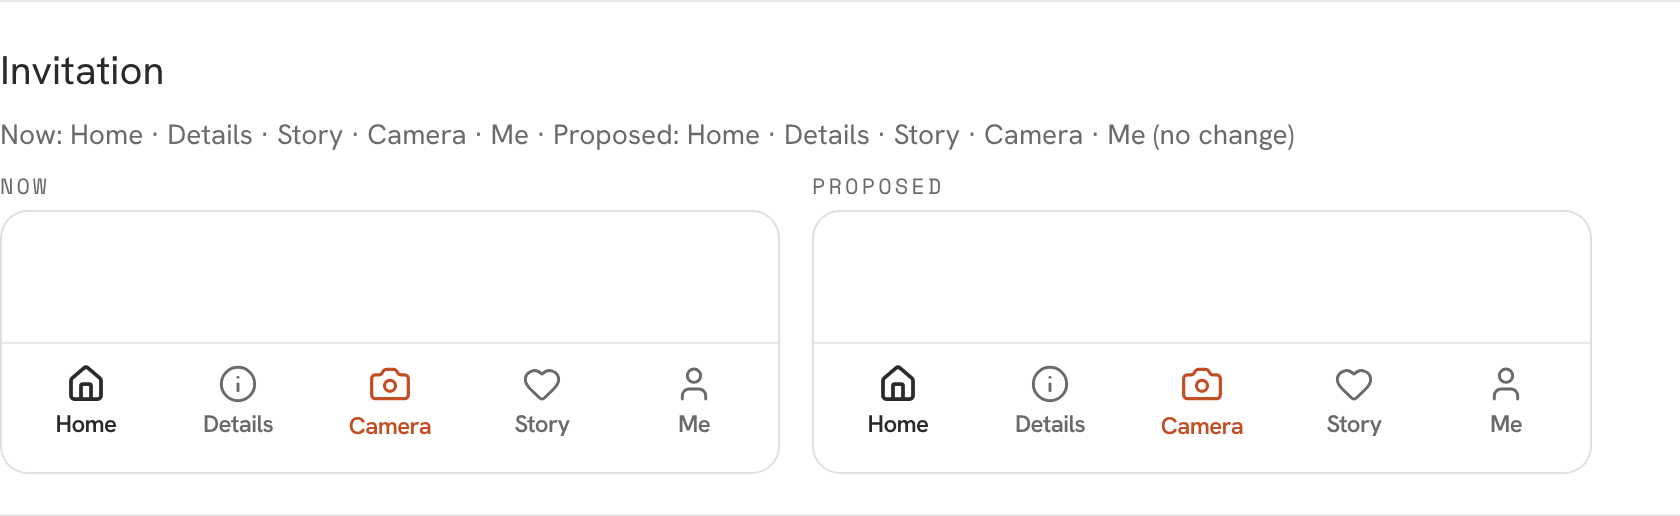 Invitation
Now: Home · Details · Story · Camera · Me · Proposed: Home · Details · Story · Camera · Me (no change)
NOW
Home Details Camera Story Me
PROPOSED
Home Details Camera Story Me